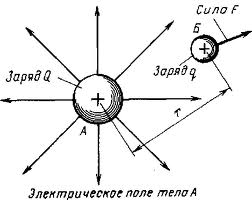 Сила F
Б
Заряд q
Заряд Q
А
r
Электрическое поле тела А